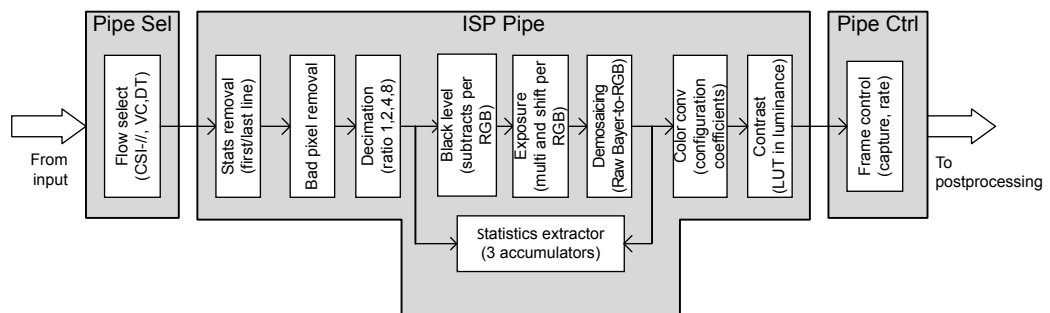 Pipe Sel
ISP Pipe
Pipe Ctrl
From
input
Flow select
(CSI-//, VC,DT)
Stats removal
(first/last line)
Bad pixel removal
Decimation
(ratio 1,2,4,8)
Black level
(subtracts per
RGB)
Exposure
(multi and shift per
RGB)
Demosaicing
(Raw Bayer-to-RGB)
Color conv
(configuration
coefficients)
Contrast
(LUT in luminance)
Frame control
(capture, rate)
To
postprocessing
Statistics extractor
(3 accumulators)